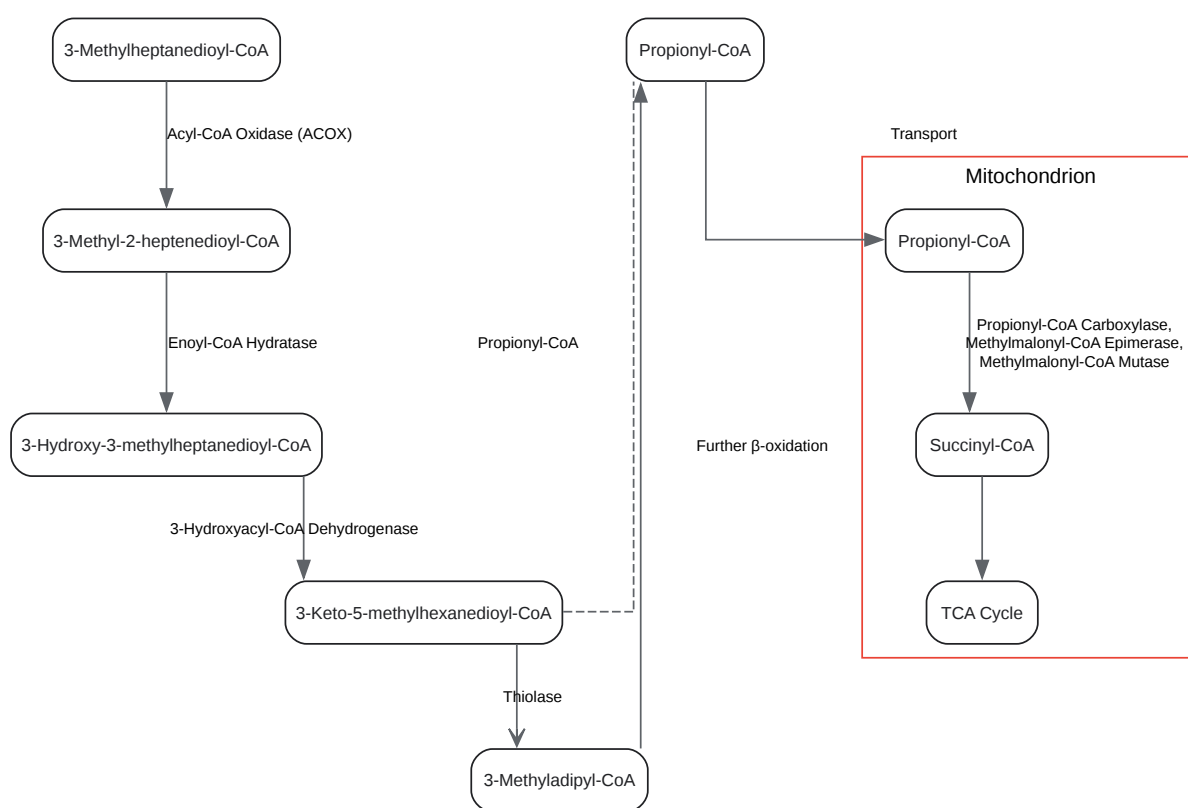 3-Methylheptanedioyl-CoA
Acyl-CoA Oxidase (ACOX)
3-Methyl-2-heptenedioyl-CoA
Enoyl-CoA Hydratase
3-Hydroxy-3-methylheptanedioyl-CoA
3-Hydroxyacyl-CoA Dehydrogenase
3-Keto-5-methylhexanedioyl-CoA
Thiolase
3-Methyladipyl-CoA
Propionyl-CoA
Propionyl-CoA
Further β-oxidation
Transport
Mitochondrion
Propionyl-CoA
Propionyl-CoA Carboxylase,
Methylmalonyl-CoA Epimerase,
Methylmalonyl-CoA Mutase
Succinyl-CoA
TCA Cycle